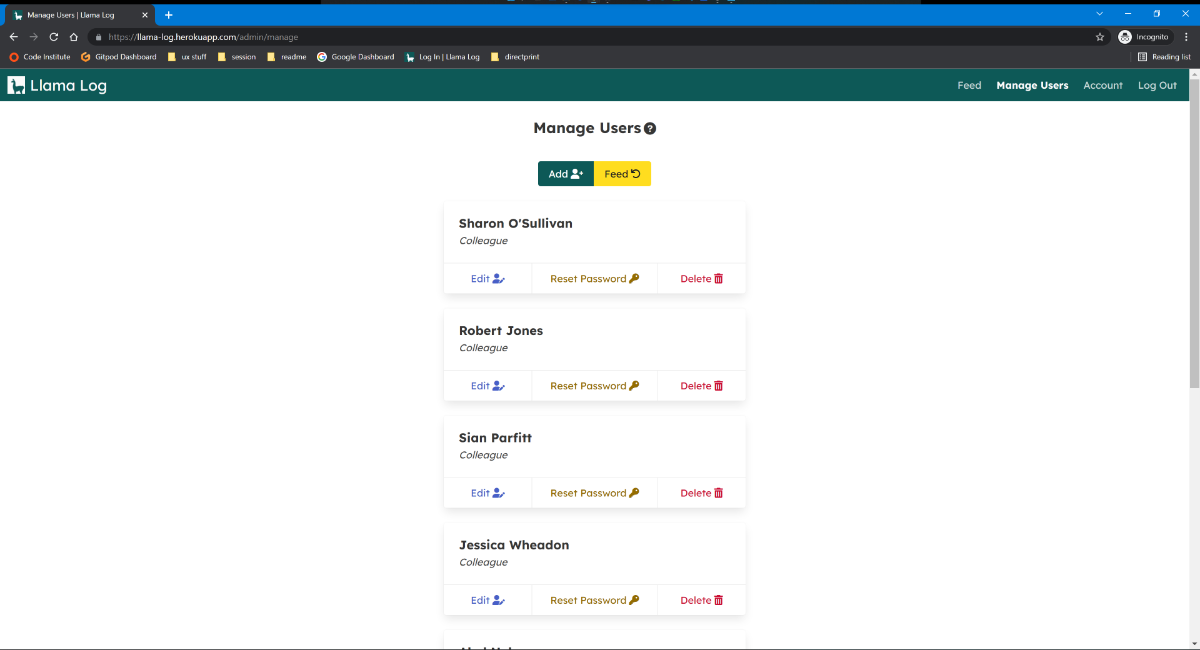 Manage Users | Llama Log
https://llama-log.herokuapp.com/admin/manage
Incognito
Code Institute
Gitpod Dashboard
ux stuff
session
readme
Google Dashboard
Log In | Llama Log
directprint
Reading list
Llama Log
Feed
Manage Users
Account
Log Out
Manage Users
Add
Feed
Sharon O'Sullivan
Colleague
Edit
Reset Password
Delete
Robert Jones
Colleague
Edit
Reset Password
Delete
Sian Parfitt
Colleague
Edit
Reset Password
Delete
Jessica Wheadon
Colleague
Edit
Reset Password
Delete